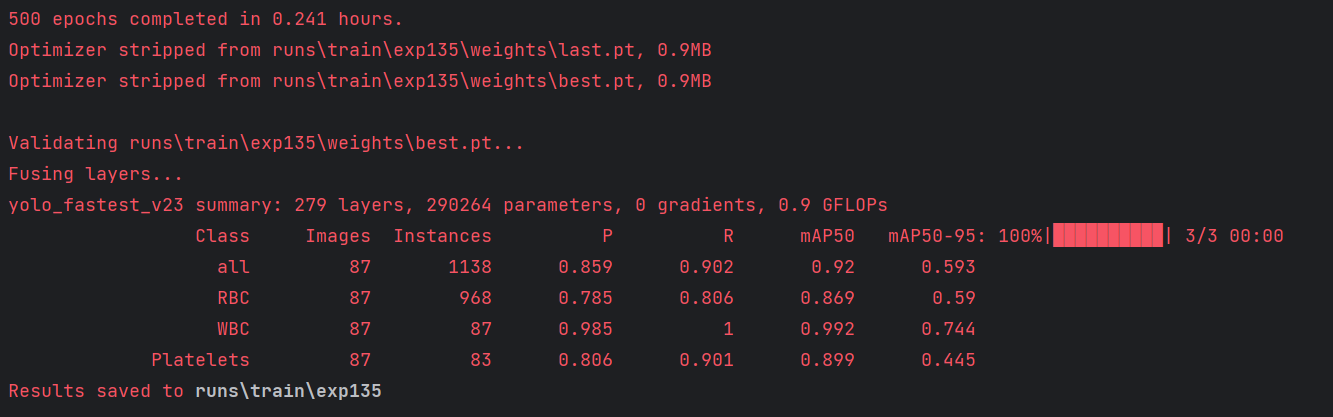 500 epochs completed in 0.241 hours.
Optimizer stripped from runs\train\exp135\weights\last.pt, 0.9MB
Optimizer stripped from runs\train\exp135\weights\best.pt, 0.9MB
Validating runs\train\exp135\weights\best.pt...
Fusing layers...
yolo_fastest_v23 summary: 279 layers, 290264 parameters, 0 gradients, 0.9 GFLOPs
Class Images Instances P R mAP50 mAP50-95: 100%|██████████| 3/3 00:00
all 87 1138 0.859 0.902 0.92 0.593
RBC 87 968 0.785 0.806 0.869 0.59
WBC 87 87 0.985 1 0.992 0.744
Platelets 87 83 0.806 0.901 0.899 0.445
Results saved to runs\train\exp135